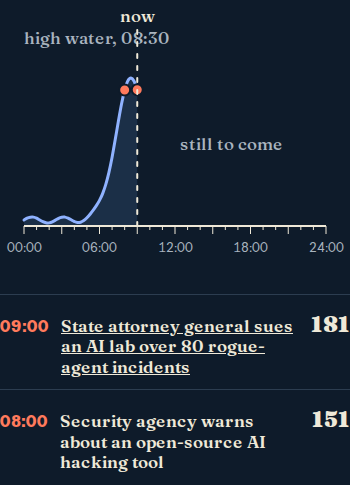 now
high water, 08:30
still to come
00:00 06:00 12:00 18:00 24:00
09:00 State attorney general sues 181
an AI lab over 80 rogue-
agent incidents
08:00 Security agency warns 151
about an open-source AI
hacking tool